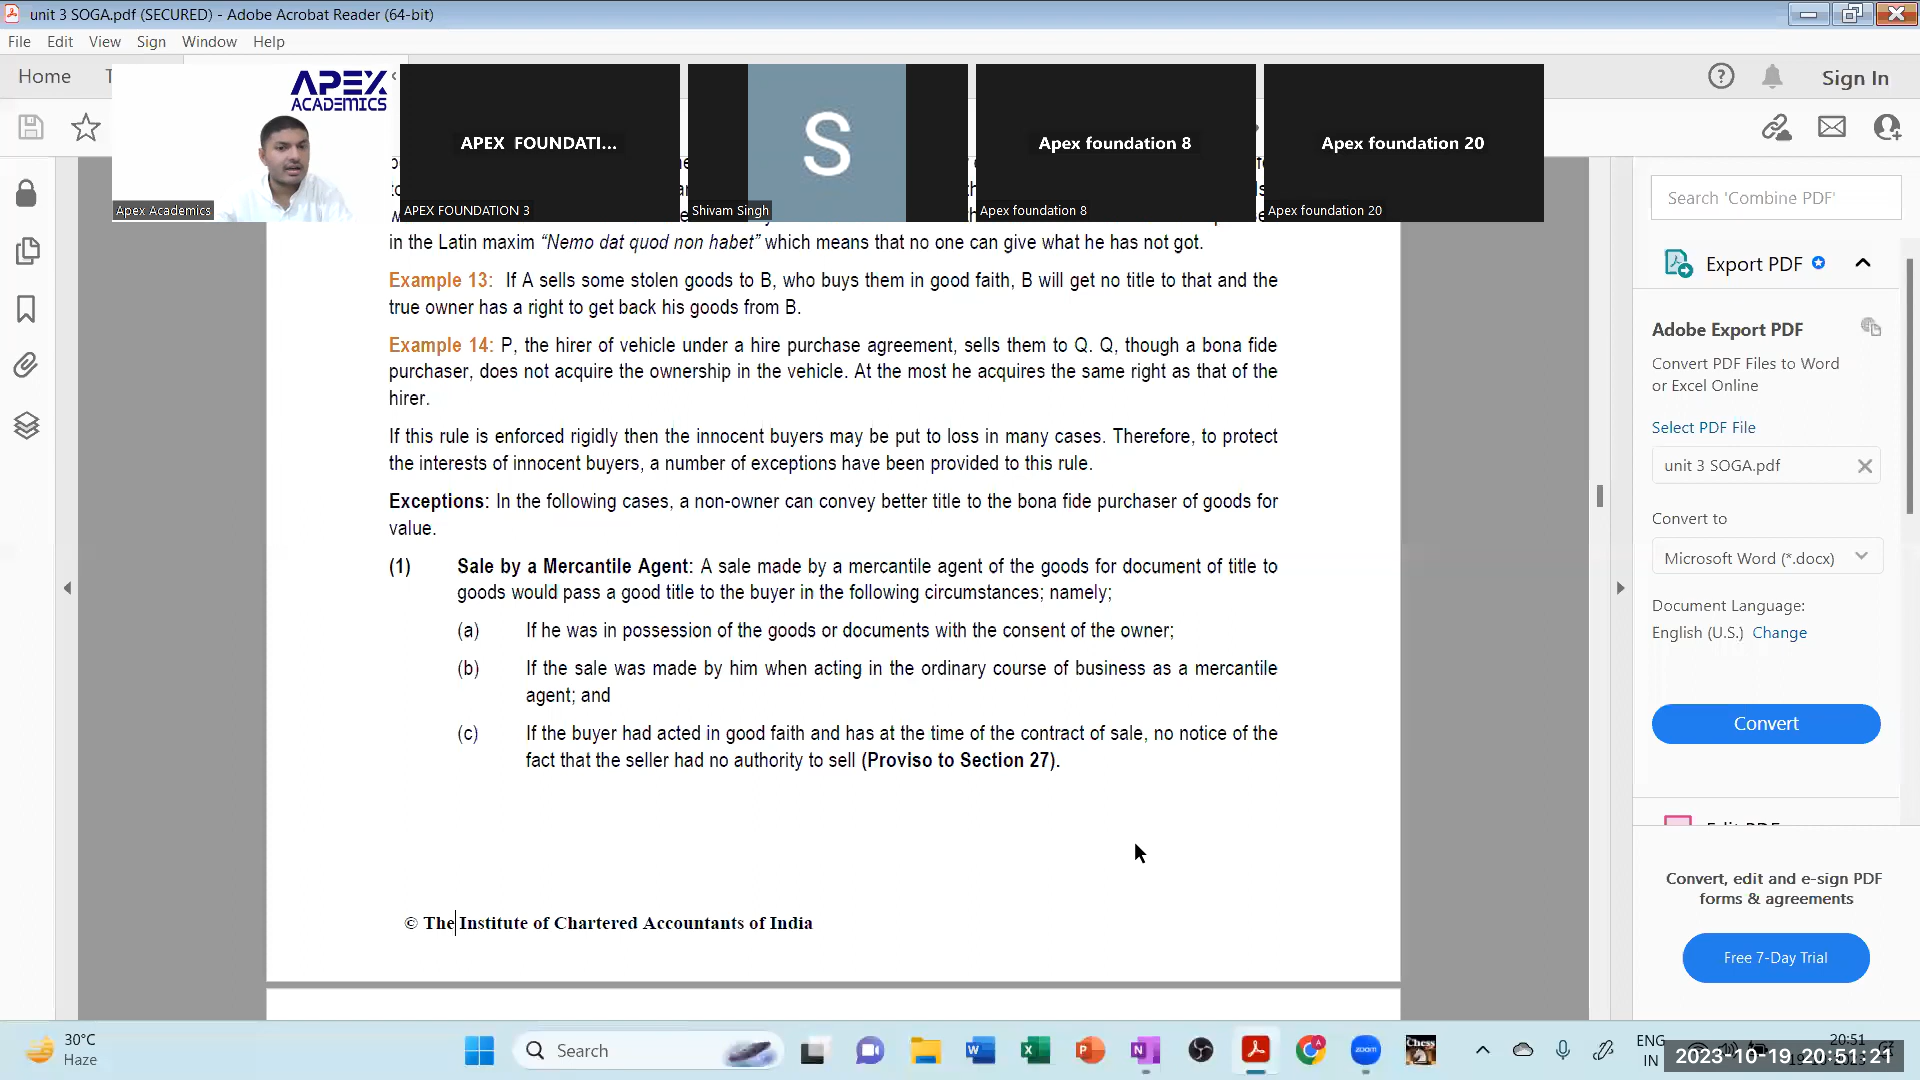 unit 3 SOGA.pdf (SECURED) - Adobe Acrobat Reader (64-bit)
File Edit View Sign Window Help
Home
Sign In
APEX
ACADEMICS
Apex Academics
APEX FOUNDATI...
APEX FOUNDATION 3
S
Shivam Singh
Apex foundation 8
Apex foundation 8
Apex foundation 20
Apex foundation 20
in the Latin maxim “Nemo dat quod non habet” which means that no one can give what he has not got.
Example 13: If A sells some stolen goods to B, who buys them in good faith, B will get no title to that and the
true owner has a right to get back his goods from B.
Example 14: P, the hirer of vehicle under a hire purchase agreement, sells them to Q. Q, though a bona fide
purchaser, does not acquire the ownership in the vehicle. At the most he acquires the same right as that of the
hirer.
If this rule is enforced rigidly then the innocent buyers may be put to loss in many cases. Therefore, to protect
the interests of innocent buyers, a number of exceptions have been provided to this rule.
Exceptions: In the following cases, a non-owner can convey better title to the bona fide purchaser of goods for
value.
(1) Sale by a Mercantile Agent: A sale made by a mercantile agent of the goods for document of title to
goods would pass a good title to the buyer in the following circumstances; namely;
(a) If he was in possession of the goods or documents with the consent of the owner;
(b) If the sale was made by him when acting in the ordinary course of business as a mercantile
agent; and
(c) If the buyer had acted in good faith and has at the time of the contract of sale, no notice of the
fact that the seller had no authority to sell (Proviso to Section 27).
© The Institute of Chartered Accountants of India
Search 'Combine PDF'
Export PDF
Adobe Export PDF
Convert PDF Files to Word
or Excel Online
Select PDF File
unit 3 SOGA.pdf
Convert to
Microsoft Word (*.docx)
Document Language:
English (U.S.) Change
Convert
Convert, edit and e-sign PDF
forms & agreements
Free 7-Day Trial
30°C
Haze
Search
zoom
Chess
ENG
IN
20:51
2023-10-19 20:51:21